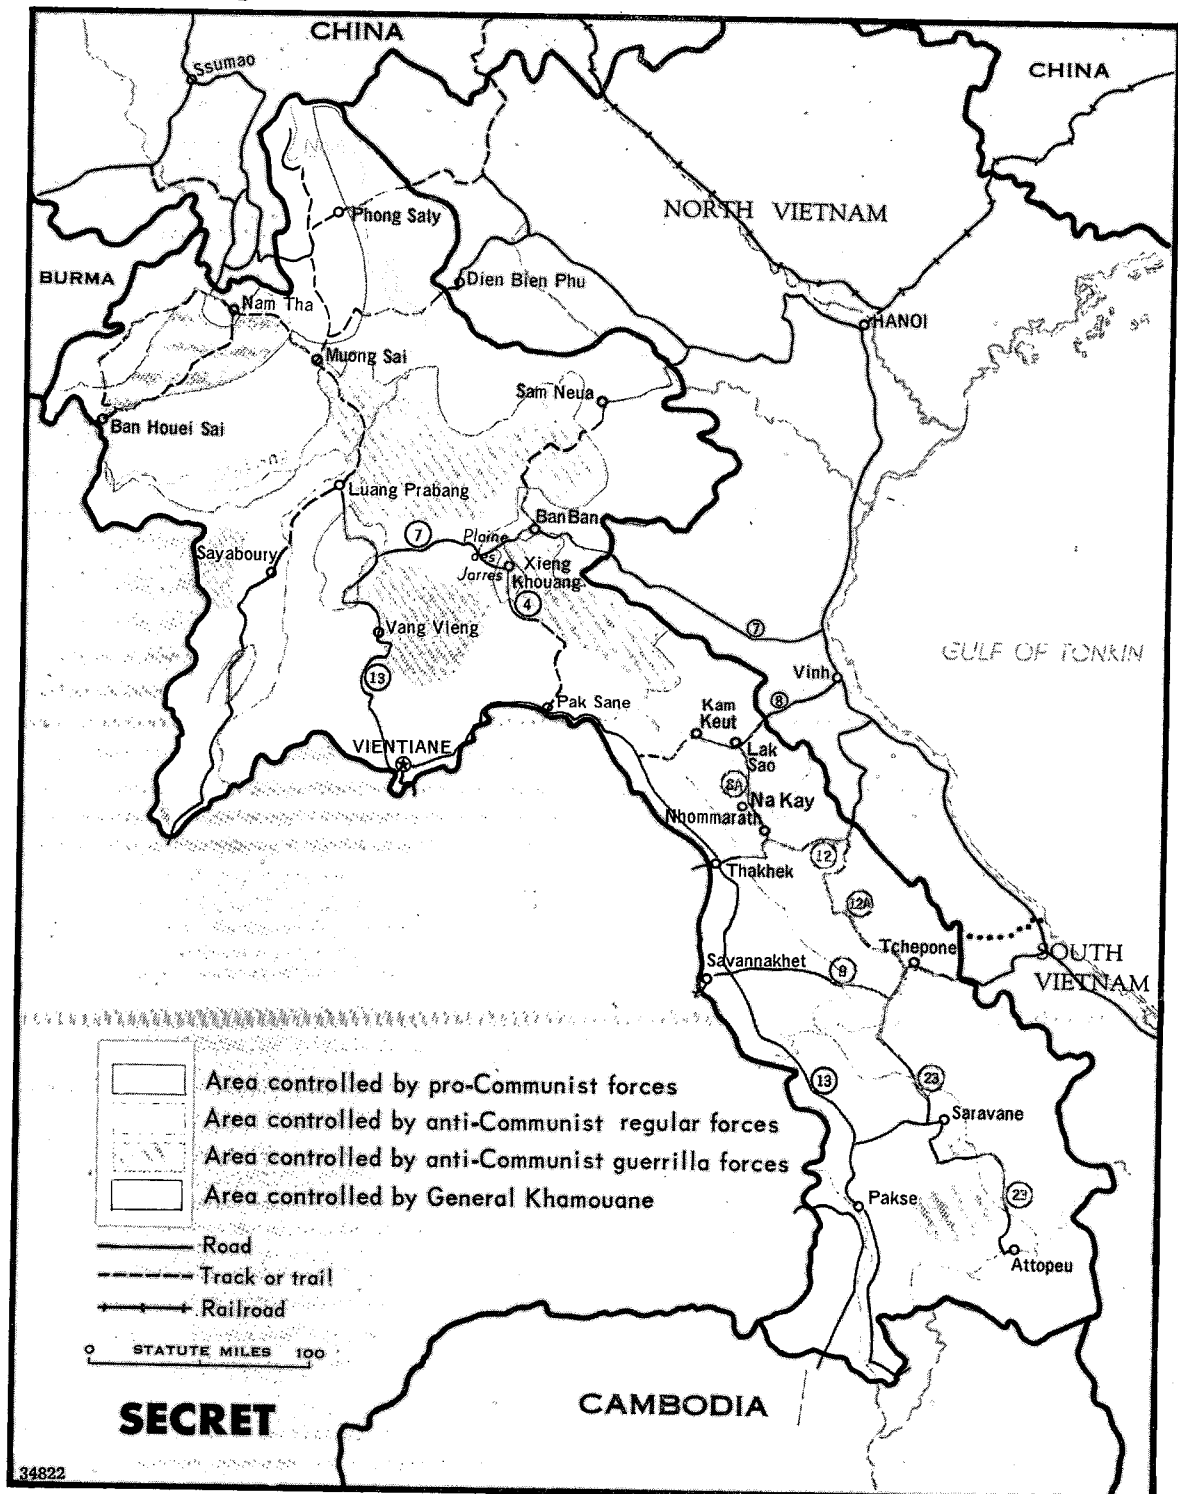 CHINA
Ssumao
CHINA
Phong Saly
NORTH VIETNAM
BURMA
Dien Bien Phu
Nam Tha
HANOI
Muong Sai
Sam Neua
Ban Houei Sai
Luang Prabang
BanBan
7
Plaine
des
Jarres
Xieng
Khouang
Sayaboury
4
Vang Vieng
7
GULF OF TONKIN
13
Vinh
8
Pak Sane
Kam
Keut
VIENTIANE
Lak
Sao
8A
Na Kay
Nhommarath
12
Thakhek
12A
Tchepone
SOUTH
VIETNAM
Savannakhet
9
Area controlled by pro-Communist forces
Area controlled by anti-Communist regular forces
Area controlled by anti-Communist guerrilla forces
Area controlled by General Khamouane
13
23
Saravane
Pakse
23
Attopeu
Road
Track or trail
Railroad
0 STATUTE MILES 100
CAMBODIA
SECRET
34822